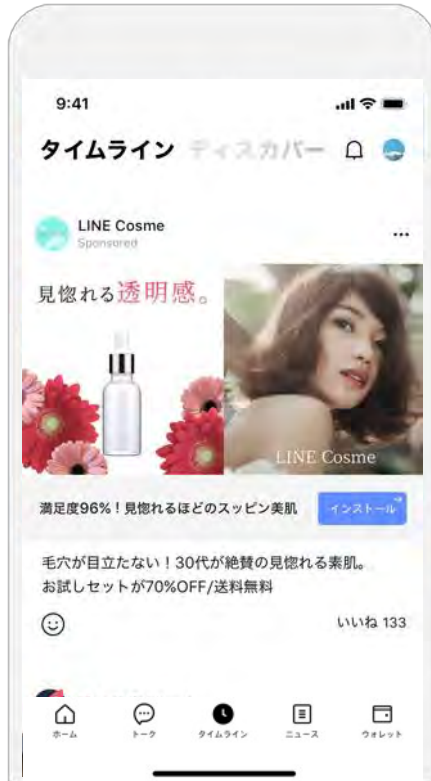 9:41
タイムライン ディスカバー
LINE Cosme
Sponsored
見惚れる透明感。
LINE Cosme
満足度96%！見惚れるほどのスッピン美肌
インストール
毛穴が目立たない！30代が絶賛の見惚れる素肌。
お試しセットが70%OFF/送料無料
いいね 133
ホーム トーク タイムライン ニュース ウォレット